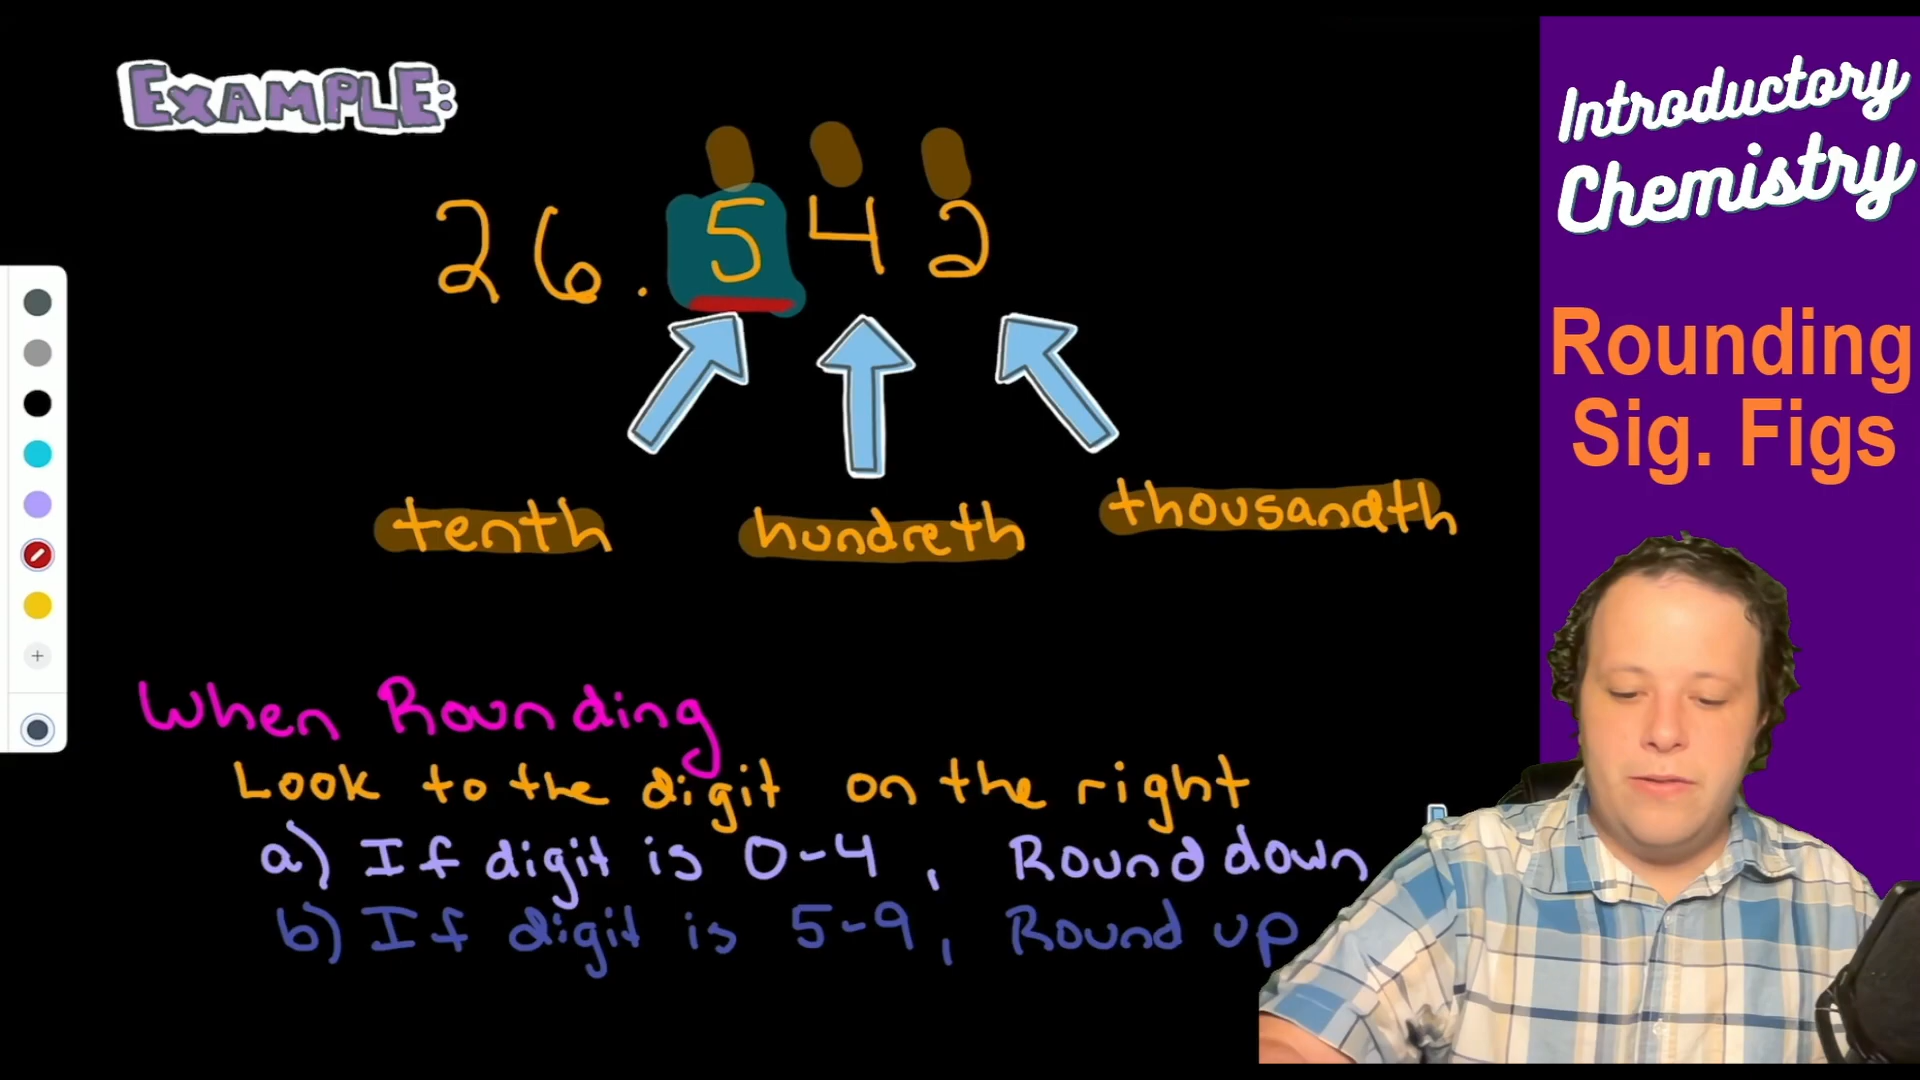 EXAMPLE:
26.542
tenth
hundreth
thousandth
When Rounding
Look to the digit on the right
a) If digit is 0-4, Round down
b) If digit is 5-9, Round up
Introductory
Chemistry
Rounding
Sig. Figs